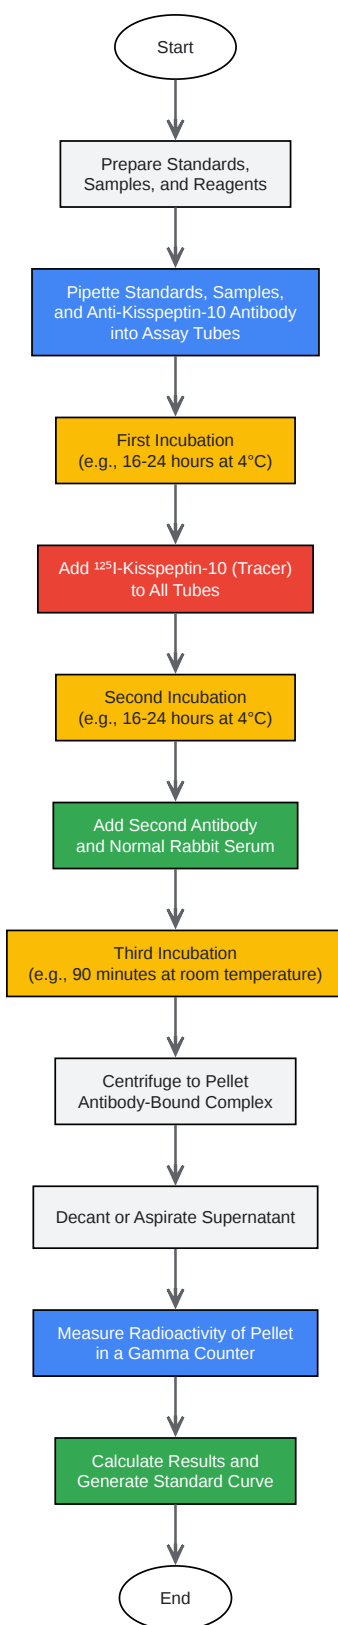 Start
Prepare Standards,
Samples, and Reagents
Pipette Standards, Samples,
and Anti-Kisspeptin-10 Antibody
into Assay Tubes
First Incubation
(e.g., 16-24 hours at 4°C)
Add ¹²⁵I-Kisspeptin-10 (Tracer)
to All Tubes
Second Incubation
(e.g., 16-24 hours at 4°C)
Add Second Antibody
and Normal Rabbit Serum
Third Incubation
(e.g., 90 minutes at room temperature)
Centrifuge to Pellet
Antibody-Bound Complex
Decant or Aspirate Supernatant
Measure Radioactivity of Pellet
in a Gamma Counter
Calculate Results and
Generate Standard Curve
End